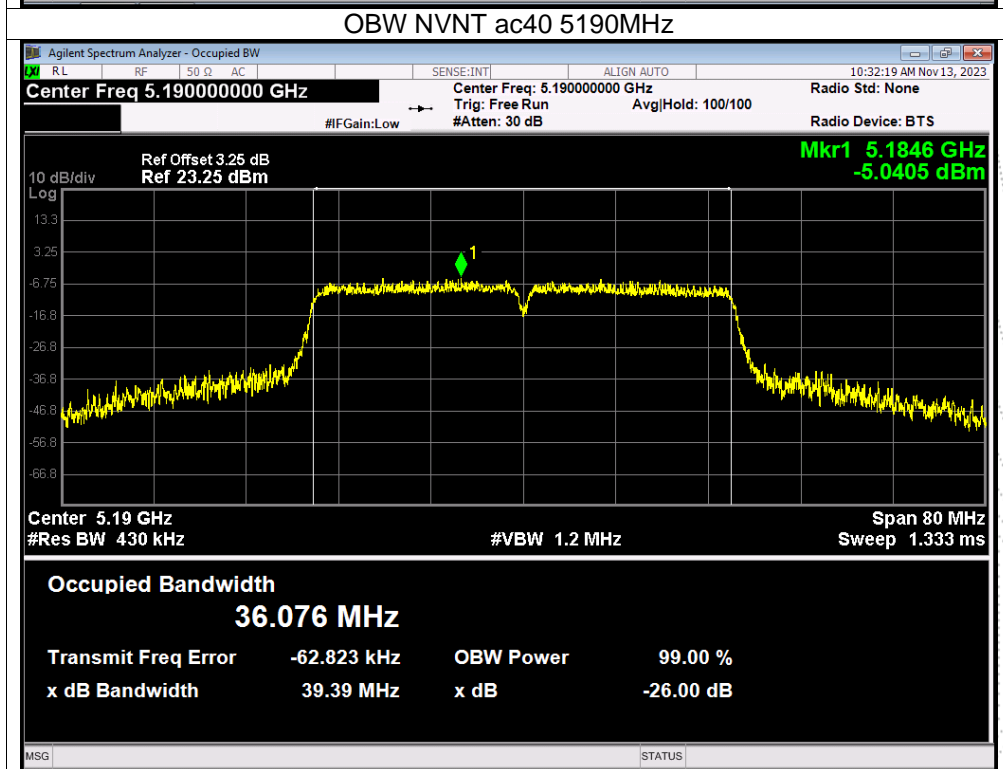 OBW NVNT ac40 5190MHz
Agilent Spectrum Analyzer - Occupied BW
LXI RL RF 50 Ω AC SENSE:INT ALIGN AUTO 10:32:19 AM Nov 13, 2023
Center Freq 5.190000000 GHz Center Freq: 5.190000000 GHz Radio Std: None
Trig: Free Run Avg|Hold: 100/100
#IFGain:Low #Atten: 30 dB Radio Device: BTS
Mkr1 5.1846 GHz
-5.0405 dBm
Ref Offset 3.25 dB
10 dB/div Ref 23.25 dBm
Log
13.3
3.25
1
-6.75
-16.8
-26.8
-36.8
-46.8
-56.8
-66.8
Center 5.19 GHz Span 80 MHz
#Res BW 430 kHz #VBW 1.2 MHz Sweep 1.333 ms
Occupied Bandwidth
36.076 MHz
Transmit Freq Error -62.823 kHz OBW Power 99.00 %
x dB Bandwidth 39.39 MHz x dB -26.00 dB
MSG STATUS